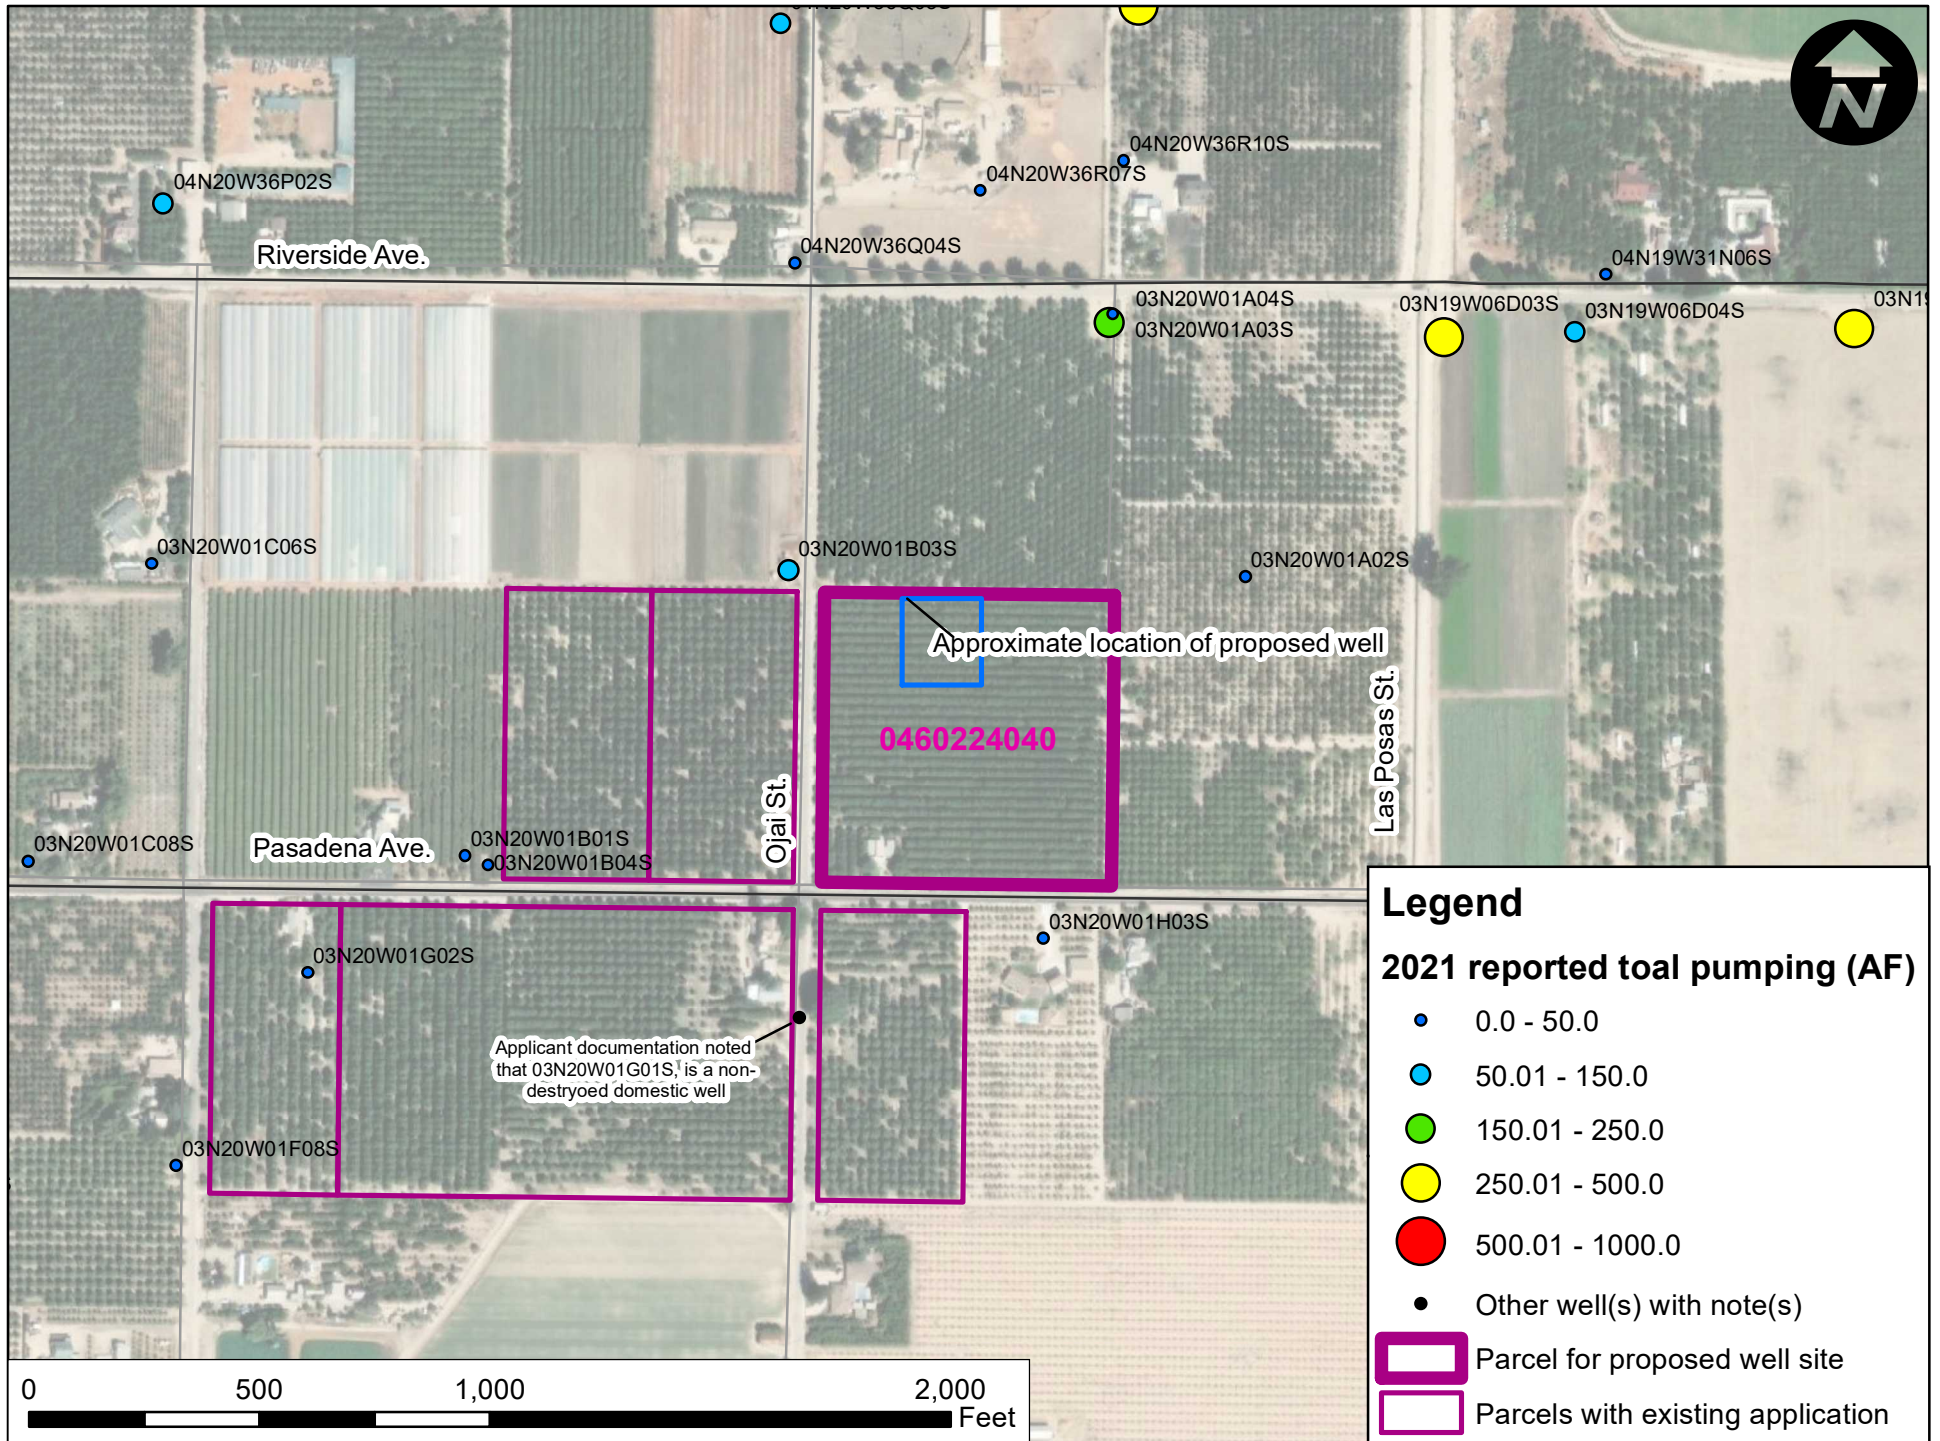 04N20W36R10S
04N20W36R07S
04N20W36P02S
Riverside Ave.
04N20W36Q04S
04N19W31N06S
03N20W01A04S
03N20W01A03S
03N19W06D03S
03N19W06D04S
03N20W01C06S
03N20W01B03S
03N20W01A02S
Approximate location of proposed well
0460224040
Las Posas St.
Ojai St.
03N20W01C08S
Pasadena Ave.
03N20W01B01S
03N20W01B04S
03N20W01G02S
03N20W01H03S
Applicant documentation noted
that 03N20W01G01S, is a non-
destryoed domestic well
03N20W01F08S
Legend
2021 reported toal pumping (AF)
0.0 - 50.0
50.01 - 150.0
150.01 - 250.0
250.01 - 500.0
500.01 - 1000.0
Other well(s) with note(s)
Parcel for proposed well site
Parcels with existing application
0 500 1,000 2,000
Feet
N